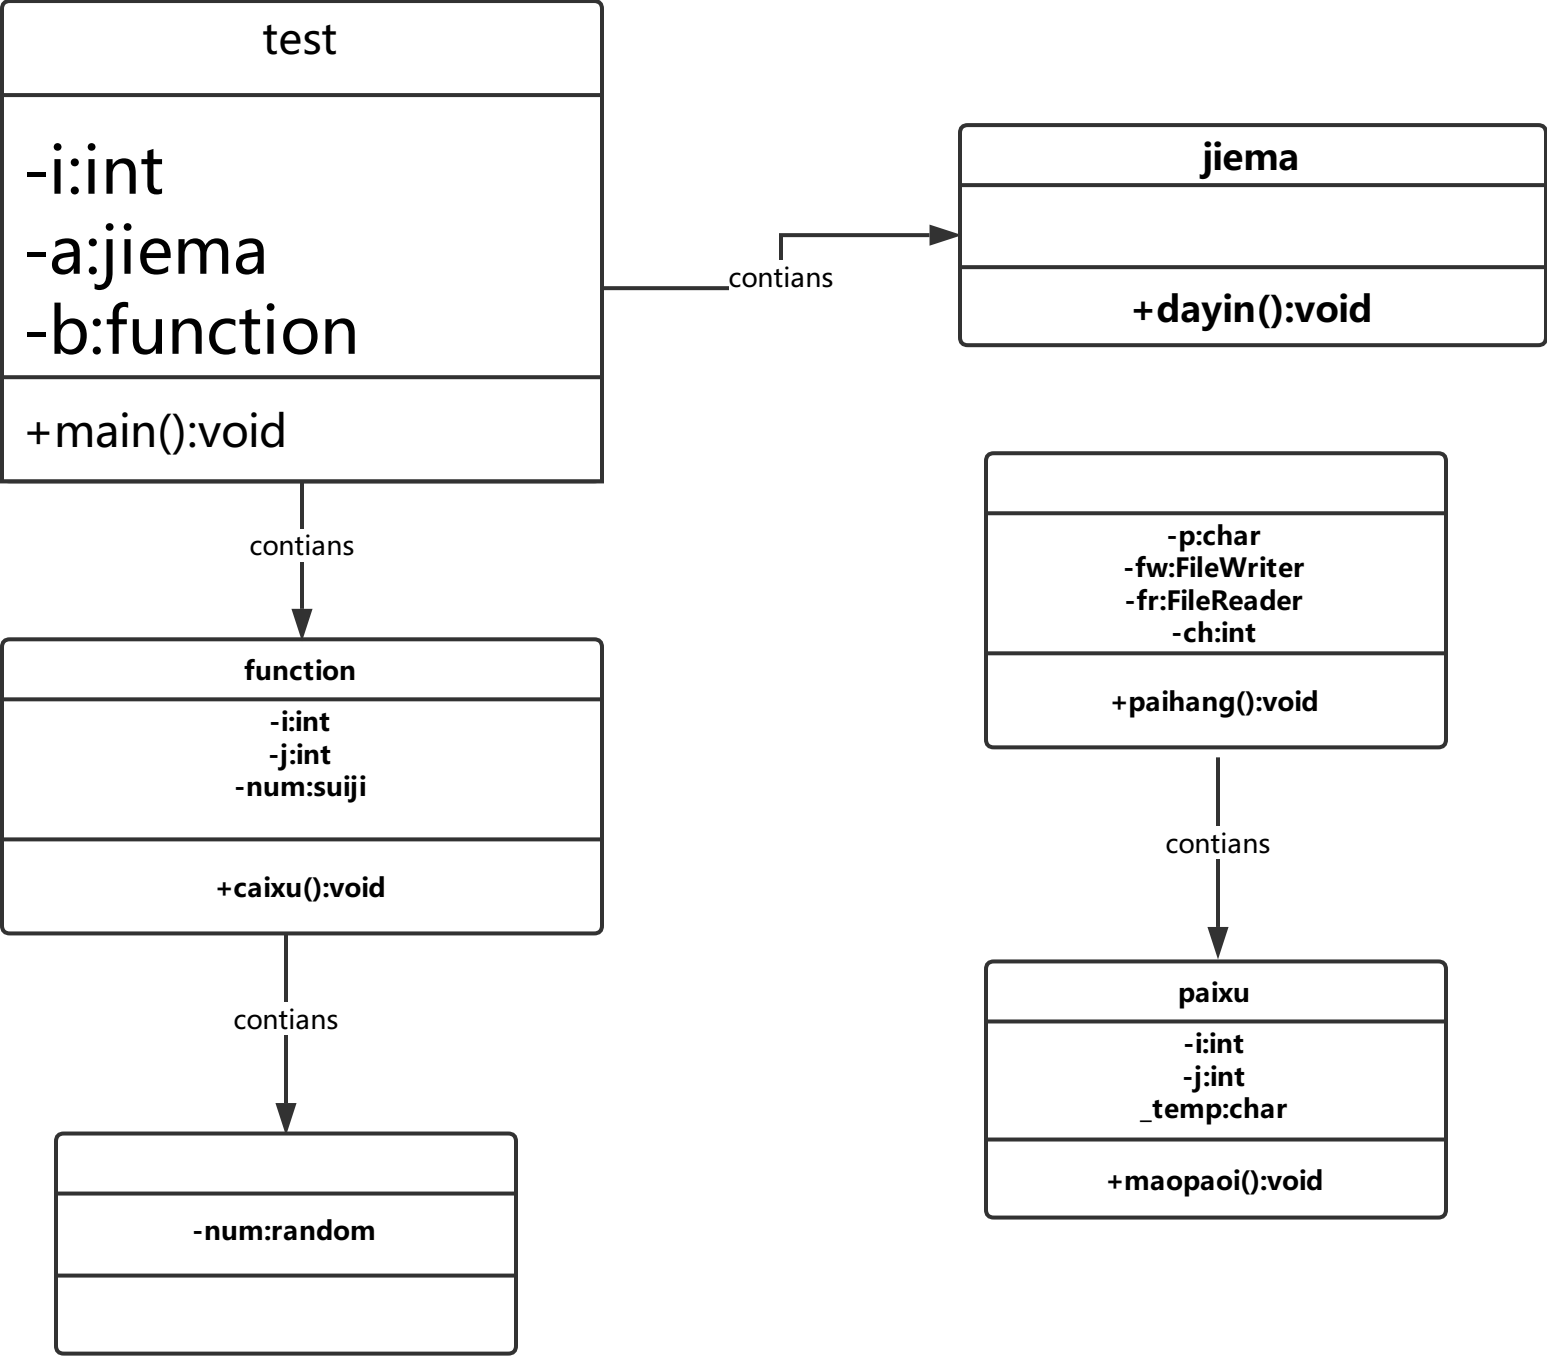 test
-i:int
-a:jiema
-b:function
+main():void
contians
jiema
+dayin():void
contians
function
-i:int
-j:int
-num:suiji
+caixu():void
contians
-num:random
-p:char
-fw:FileWriter
-fr:FileReader
-ch:int
+paihang():void
contians
paixu
-i:int
-j:int
_temp:char
+maopaoi():void